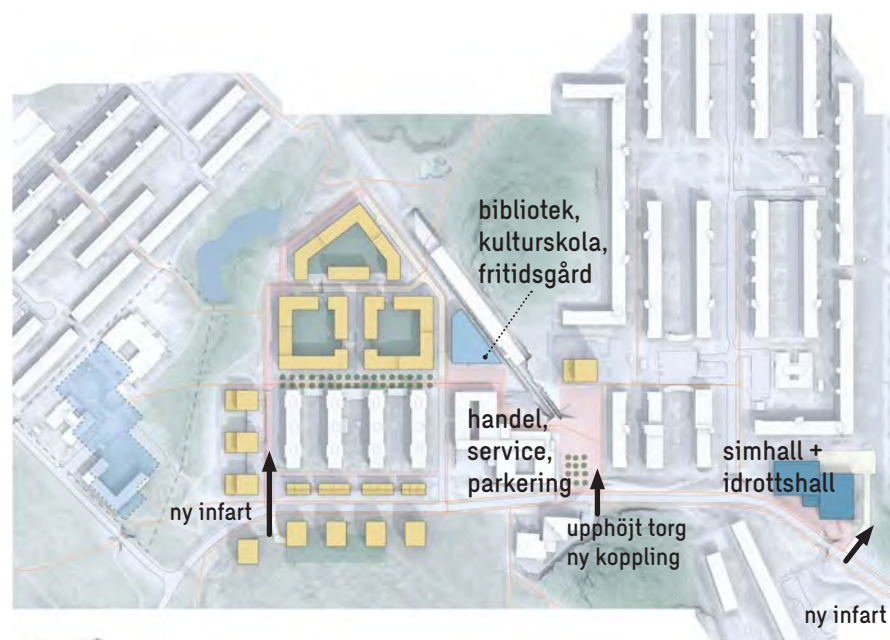 bibliotek,
kulturskola,
fritidsgård
handel,
service,
parkering
simhall +
idrottshall
ny infart
upphöjt torg
ny koppling
ny infart